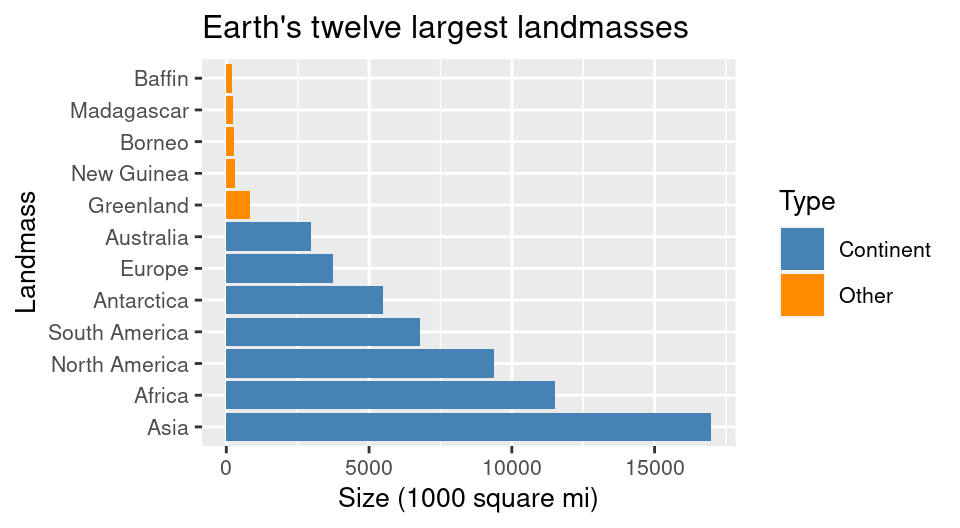 Earth's twelve largest landmasses
Landmass
Baffin
Madagascar
Borneo
New Guinea
Greenland
Australia
Europe
Antarctica
South America
North America
Africa
Asia
0 5000 10000 15000
Size (1000 square mi)
Type
Continent
Other